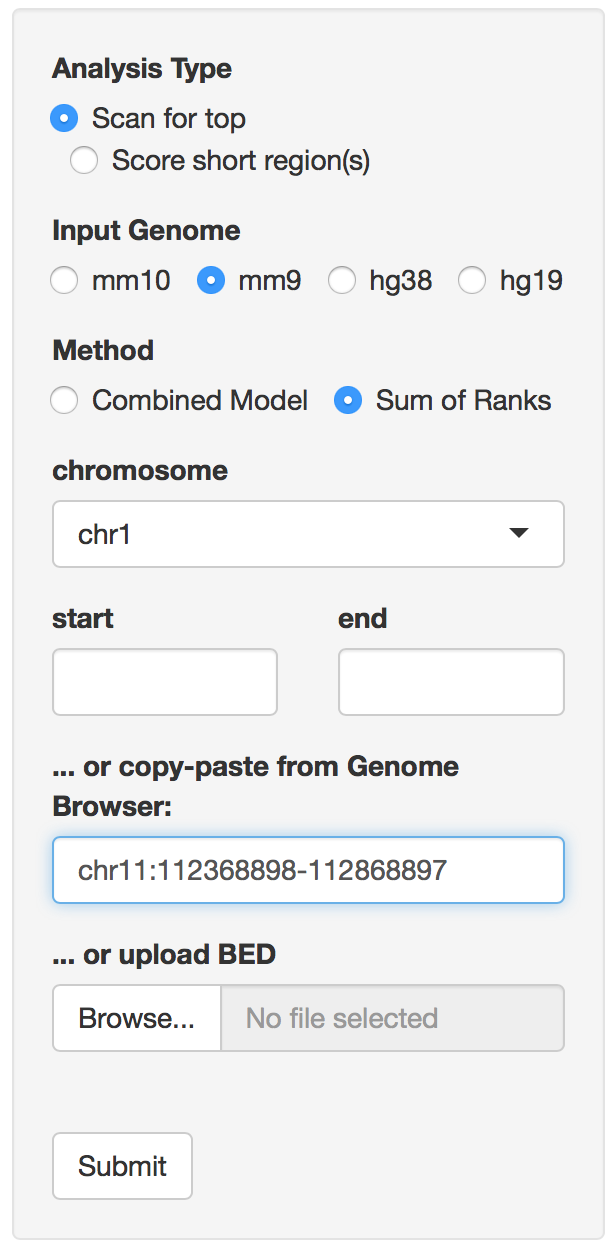 Analysis Type
Scan for top
Score short region(s)
Input Genome
mm10 mm9 hg38 hg19
Method
Combined Model Sum of Ranks
chromosome
chr1
start end
... or copy-paste from Genome
Browser:
chr11:112368898-112868897
... or upload BED
Browse... No file selected
Submit